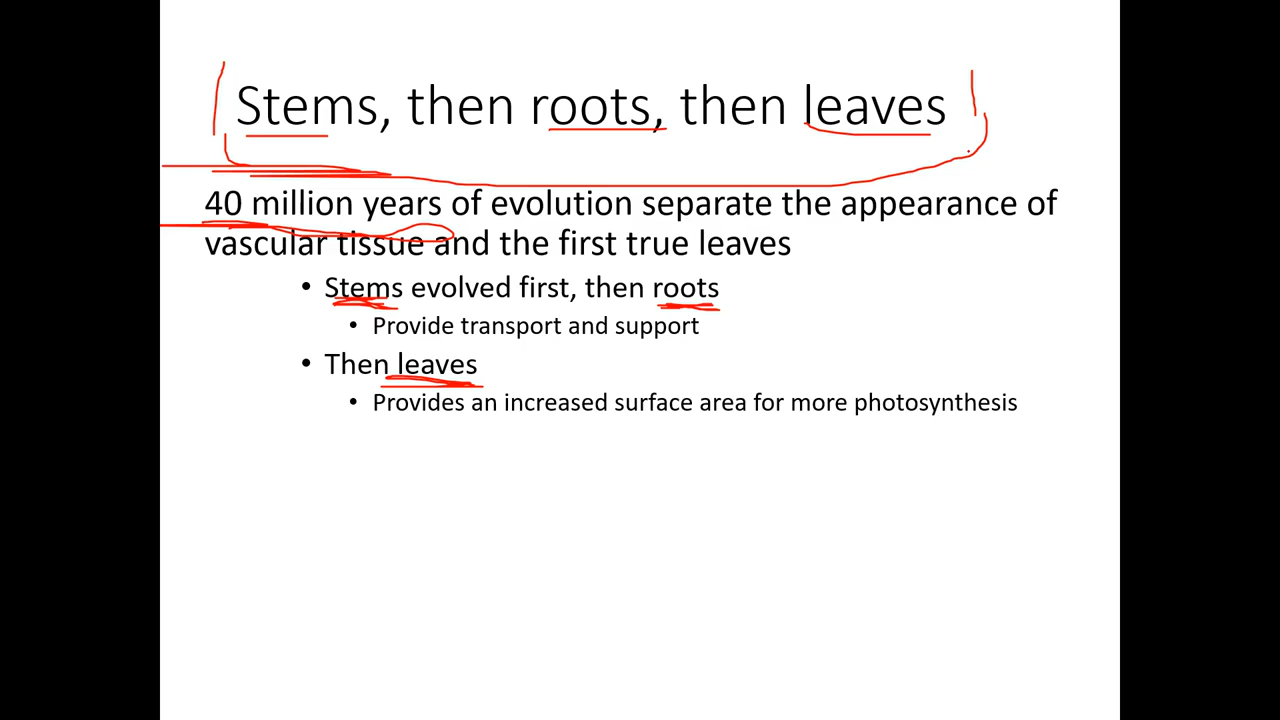 Stems, then roots, then leaves
40 million years of evolution separate the appearance of
vascular tissue and the first true leaves
• Stems evolved first, then roots
• Provide transport and support
• Then leaves
• Provides an increased surface area for more photosynthesis